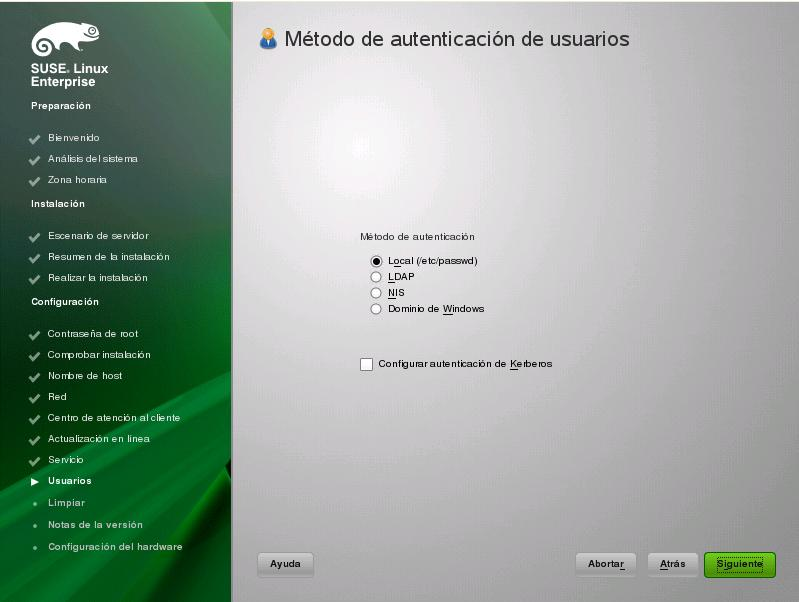 SUSE. Linux
Enterprise
Preparación
Bienvenido
Análisis del sistema
Zona horaria
Instalación
Escenario de servidor
Resumen de la instalación
Realizar la instalación
Configuración
Contraseña de root
Comprobar instalación
Nombre de host
Red
Centro de atención al cliente
Actualización en línea
Servicio
Usuarios
Limpiar
Notas de la versión
Configuración del hardware
Método de autenticación de usuarios
Método de autenticación
Local (/etc/passwd)
LDAP
NIS
Dominio de Windows
Configurar autenticación de Kerberos
Ayuda
Abortar
Atrás
Siguiente